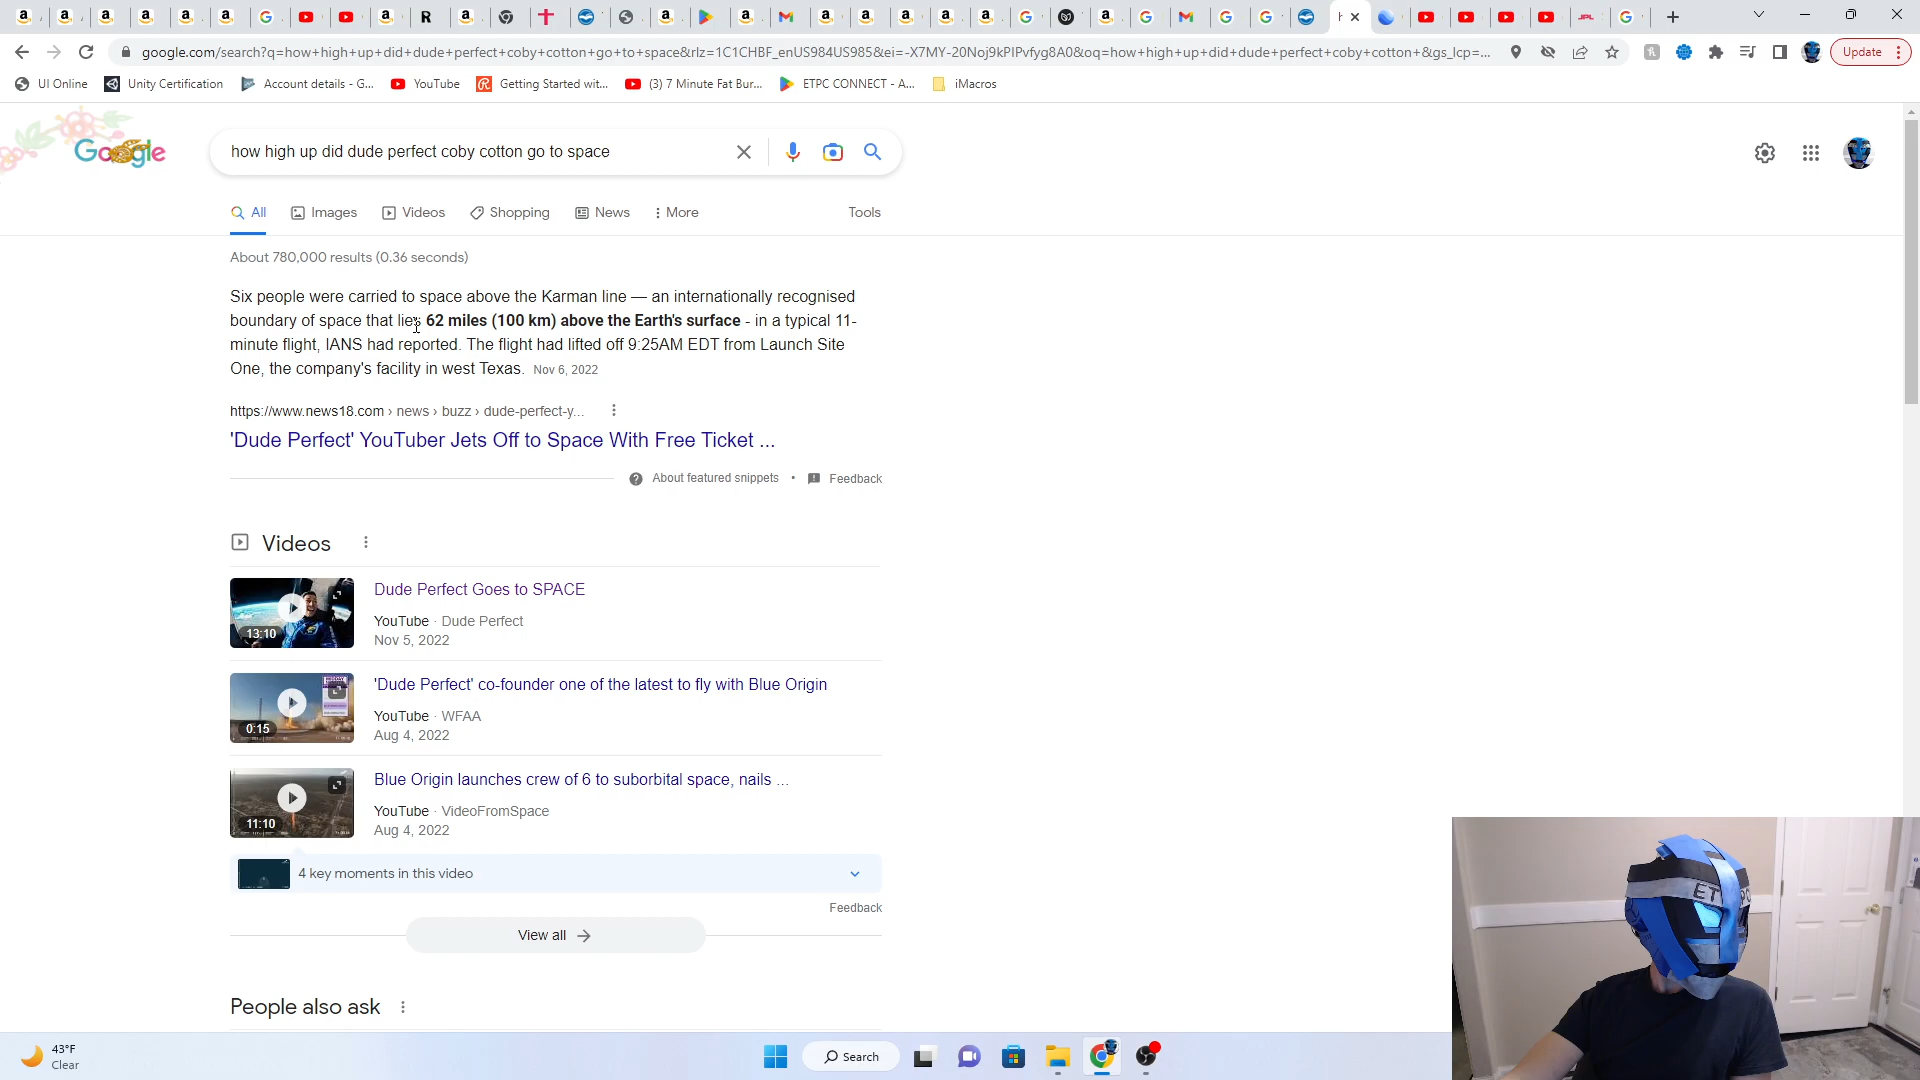 Update
google.com/search?q=how+high+up+did+dude+perfect+coby+cotton+go+to+space&rlz=1C1CHBF_enUS984US985&ei=-X7MY-20Noj9kPIPvfyg8A0&oq=how+high+up+did+dude+perfect+coby+cotton+&gs_lcp=...
UI Online
Unity Certification
Account details - G...
YouTube
Getting Started wit...
(3) 7 Minute Fat Bur...
ETPC CONNECT - A...
iMacros
Google
how high up did dude perfect coby cotton go to space
All
Images
Videos
Shopping
News
More
Tools
About 780,000 results (0.36 seconds)
Six people were carried to space above the Karman line — an internationally recognised
boundary of space that lies 62 miles (100 km) above the Earth's surface - in a typical 11-
minute flight, IANS had reported. The flight had lifted off 9:25AM EDT from Launch Site
One, the company's facility in west Texas. Nov 6, 2022
https://www.news18.com › news › buzz › dude-perfect-y...
'Dude Perfect' YouTuber Jets Off to Space With Free Ticket ...
About featured snippets • Feedback
Videos
Dude Perfect Goes to SPACE
YouTube · Dude Perfect
13:10
Nov 5, 2022
'Dude Perfect' co-founder one of the latest to fly with Blue Origin
YouTube · WFAA
0:15
Aug 4, 2022
Blue Origin launches crew of 6 to suborbital space, nails ...
YouTube · VideoFromSpace
11:10
Aug 4, 2022
4 key moments in this video
Feedback
View all
People also ask
43°F
Clear
Search